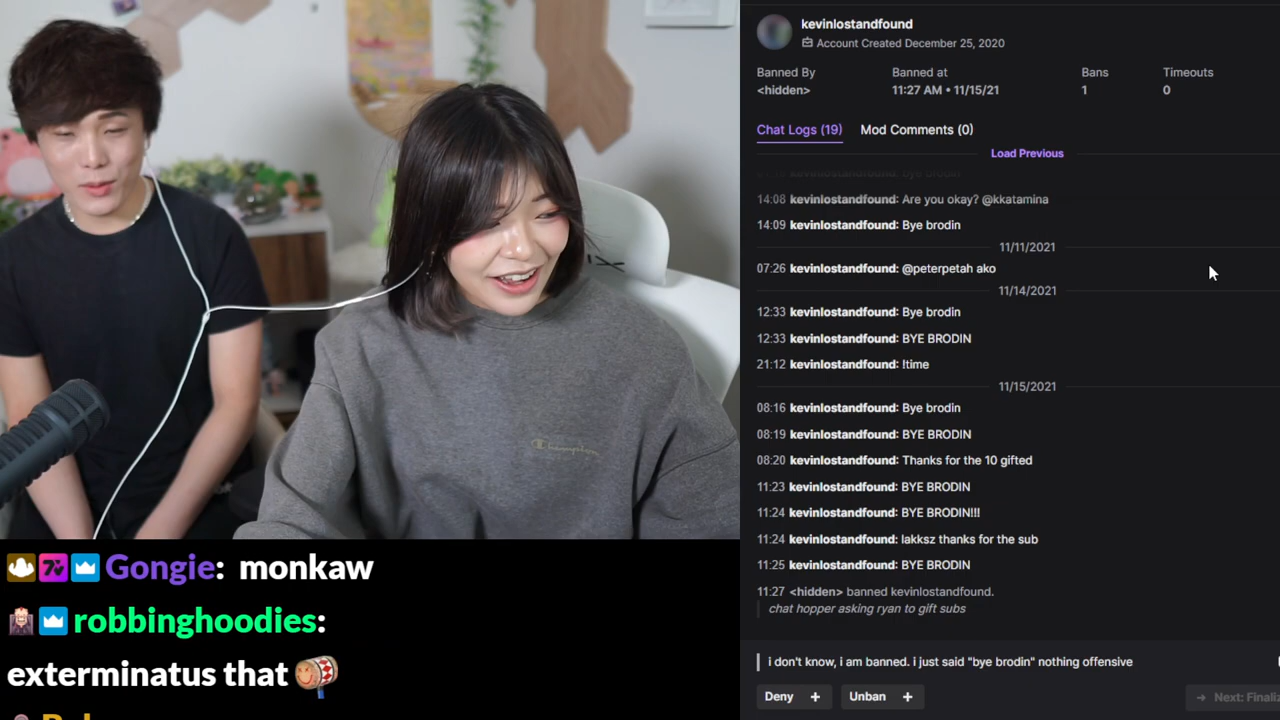 kevinlostandfound
Account Created December 25, 2020
Banned By
Banned at
Bans
Timeouts
<hidden>
11:27 AM • 11/15/21
1
0
Chat Logs (19)
Mod Comments (0)
Load Previous
kevinlostandfound: Bye brodin
14:08 kevinlostandfound: Are you okay? @kkatamina
14:09 kevinlostandfound: Bye brodin
11/11/2021
07:26 kevinlostandfound: @peterpetah ako
11/14/2021
12:33 kevinlostandfound: Bye brodin
12:33 kevinlostandfound: BYE BRODIN
21:12 kevinlostandfound: !time
11/15/2021
08:16 kevinlostandfound: Bye brodin
08:19 kevinlostandfound: BYE BRODIN
08:20 kevinlostandfound: Thanks for the 10 gifted
11:23 kevinlostandfound: BYE BRODIN
11:24 kevinlostandfound: BYE BRODIN!!!
11:24 kevinlostandfound: lakksz thanks for the sub
11:25 kevinlostandfound: BYE BRODIN
11:27 <hidden> banned kevinlostandfound.
chat hopper asking ryan to gift subs
i don't know, i am banned. i just said "bye brodin" nothing offensive
Deny +
Unban +
Next: Finaliz
Champion
Gongie: monkaw
robbinghoodies:
exterminatus that